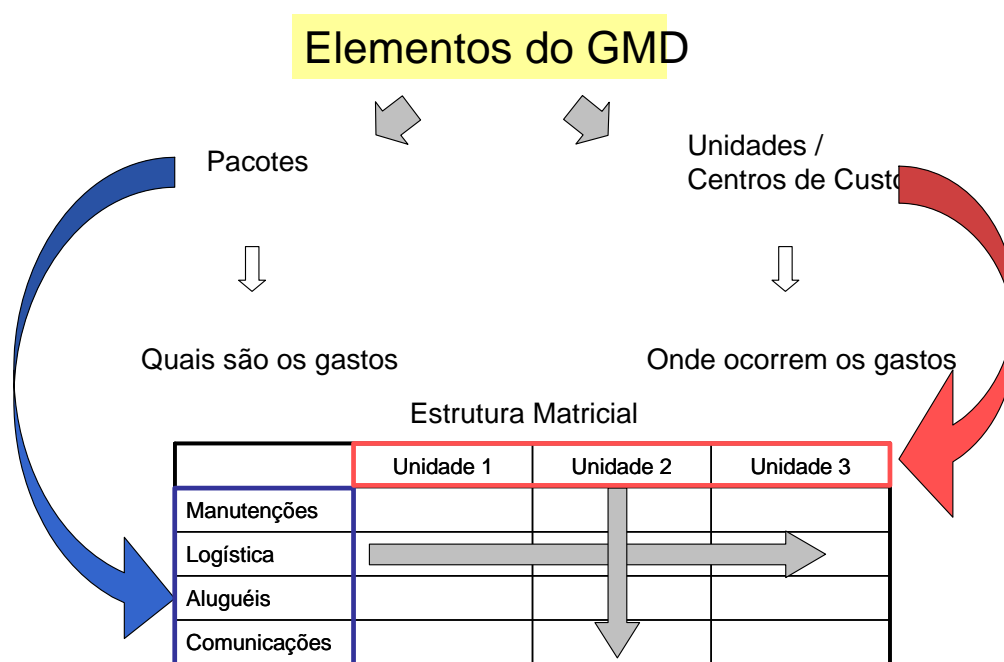 Elementos do GMD
Pacotes
Unidades /
Centros de Custo
Quais são os gastos
Onde ocorrem os gastos
Estrutura Matricial
Unidade 1 Unidade 2 Unidade 3
Manutenções
Logística
Aluguéis
Comunicações